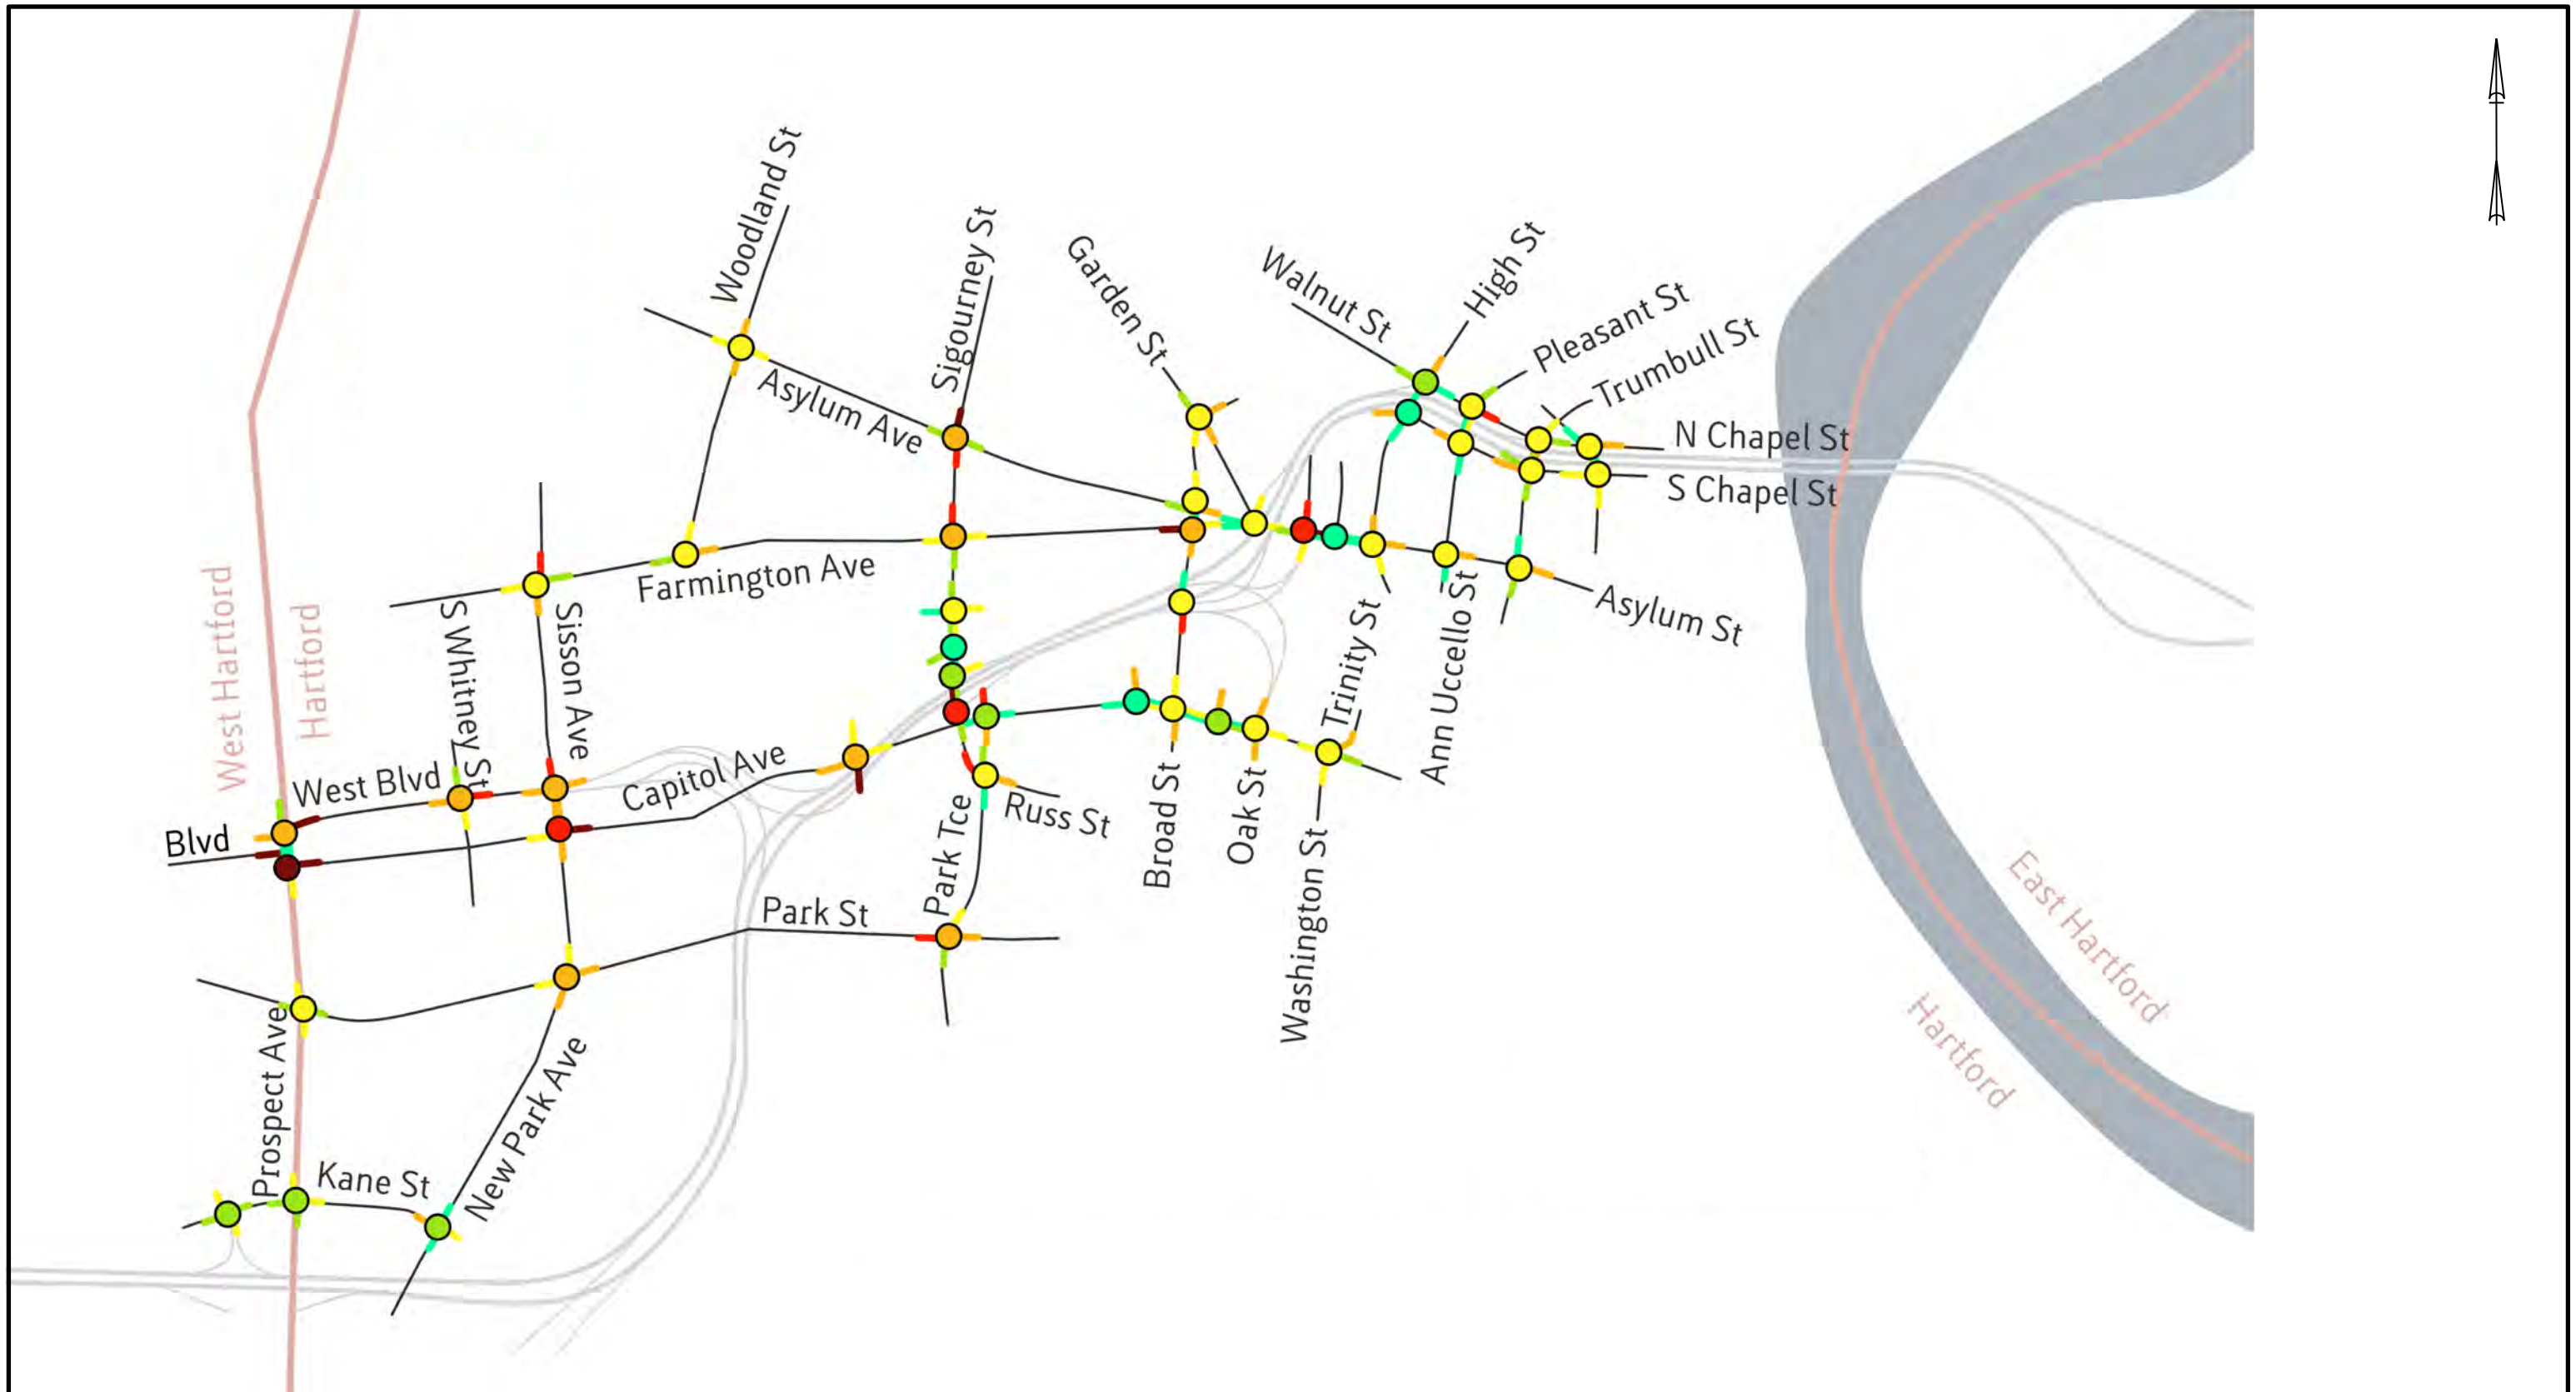 Woodland St
Sigourney St
Garden St
Walnut St
High St
Pleasant St
Trumbull St
N Chapel St
S Chapel St
Asylum Ave
Farmington Ave
Asylum St
West Hartford
Hartford
S Whitney St
Sisson Ave
Trinity St
Ann Uccello St
West Blvd
Capitol Ave
Blvd
Russ St
Park Tce
Broad St
Oak St
Washington St
Park St
East Hartford
Hartford
Prospect Ave
New Park Ave
Kane St